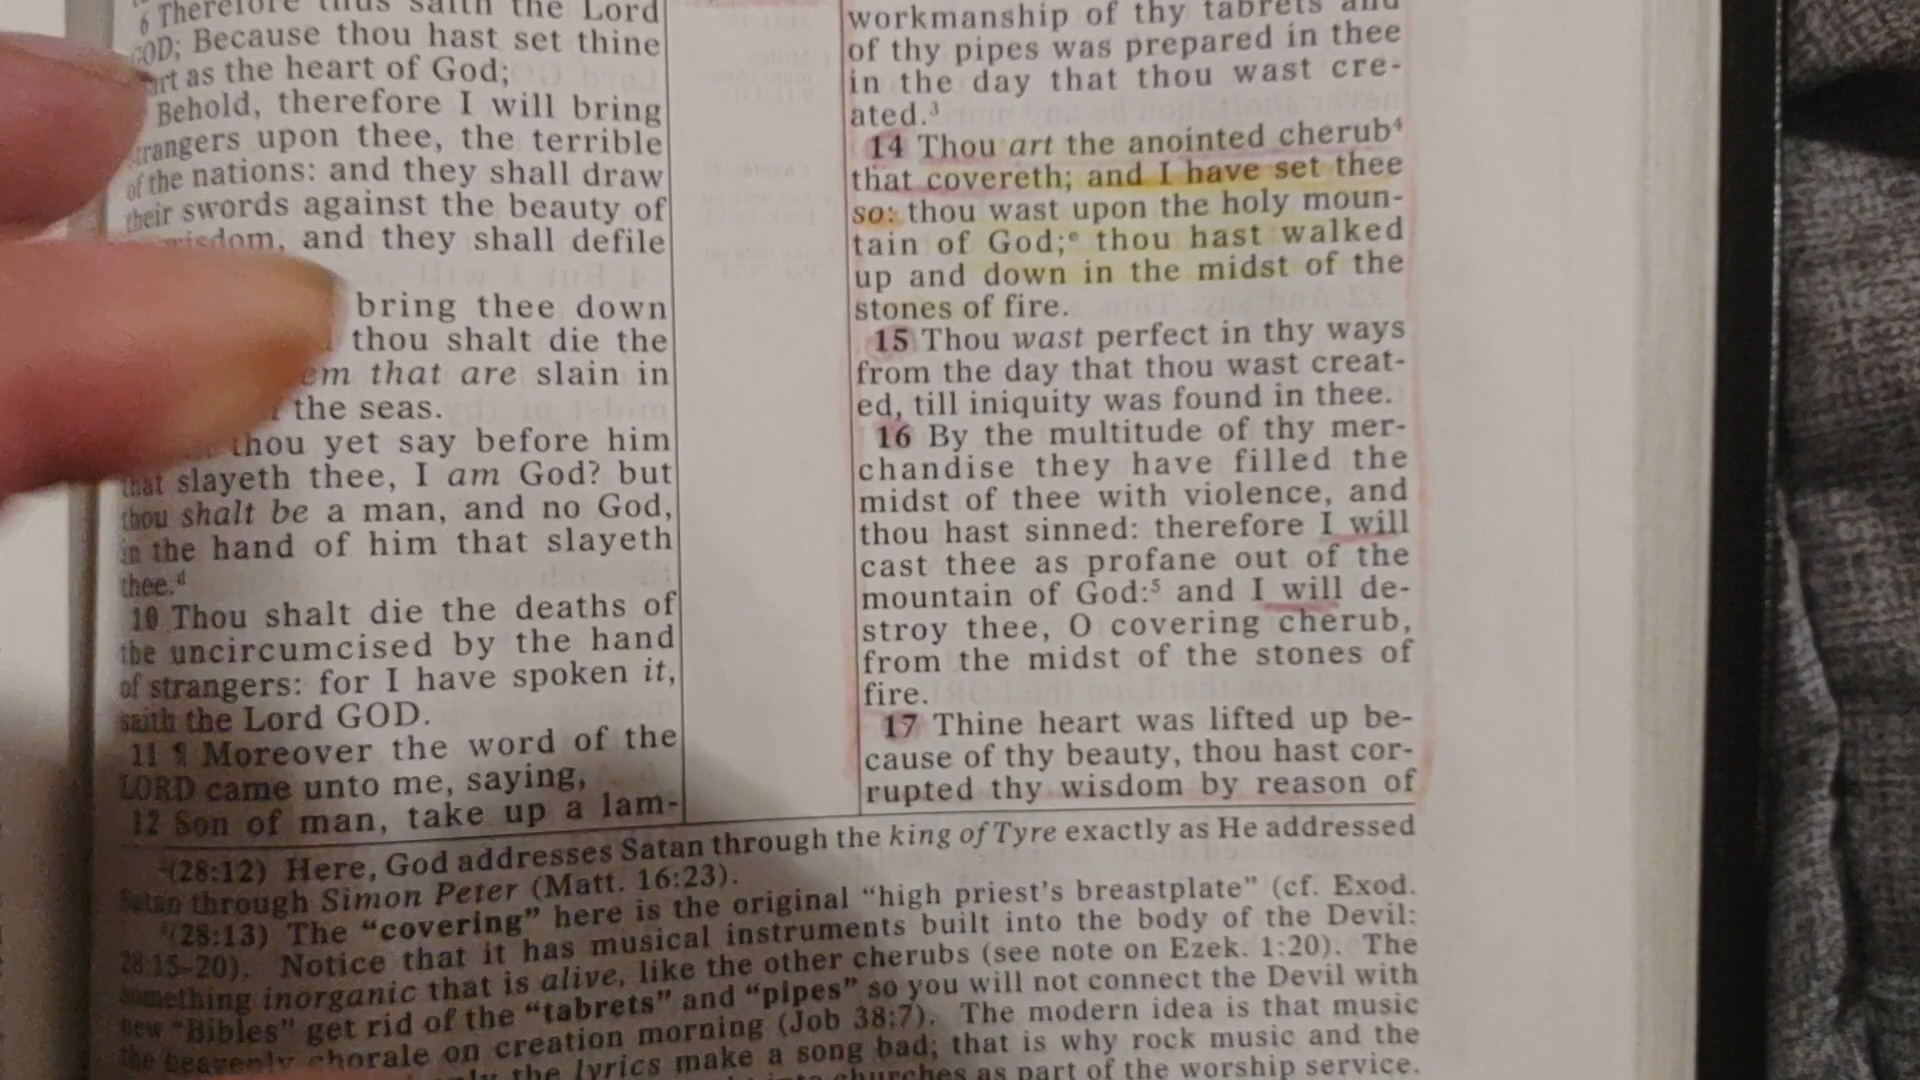 6 Therefore thus saith the Lord
GOD; Because thou hast set thine
as the heart of God;
Behold, therefore I will bring
strangers upon thee, the terrible
of the nations: and they shall draw
their swords against the beauty of
wisdom, and they shall defile
bring thee down
thou shalt die the
that are slain in
the seas.
thou yet say before him
that slayeth thee, I am God? but
thou shalt be a man, and no God,
in the hand of him that slayeth
thee.d
10 Thou shalt die the deaths of
the uncircumcised by the hand
of strangers: for I have spoken it,
saith the Lord GOD.
11 ¶ Moreover the word of the
LORD came unto me, saying,
12 Son of man, take up a lam-
workmanship of thy tabrets and
of thy pipes was prepared in thee
in the day that thou wast cre-
ated.3
14 Thou art the anointed cherub4
that covereth; and I have set thee
so: thou wast upon the holy moun-
tain of God;e thou hast walked
up and down in the midst of the
stones of fire.
15 Thou wast perfect in thy ways
from the day that thou wast creat-
ed, till iniquity was found in thee.
16 By the multitude of thy mer-
chandise they have filled the
midst of thee with violence, and
thou hast sinned: therefore I will
cast thee as profane out of the
mountain of God:5 and I will de-
stroy thee, O covering cherub,
from the midst of the stones of
fire.
17 Thine heart was lifted up be-
cause of thy beauty, thou hast cor-
rupted thy wisdom by reason of
(28:12) Here, God addresses Satan through the king of Tyre exactly as He addressed
Satan through Simon Peter (Matt. 16:23).
(28:13) The “covering” here is the original “high priest’s breastplate” (cf. Exod.
28:15-20). Notice that it has musical instruments built into the body of the Devil:
something inorganic that is alive, like the other cherubs (see note on Ezek. 1:20). The
new “Bibles” get rid of the “tabrets” and “pipes” so you will not connect the Devil with
the heavenly chorale on creation morning (Job 38:7). The modern idea is that music
the lyrics make a song bad; that is why rock music and the
churches as part of the worship service.